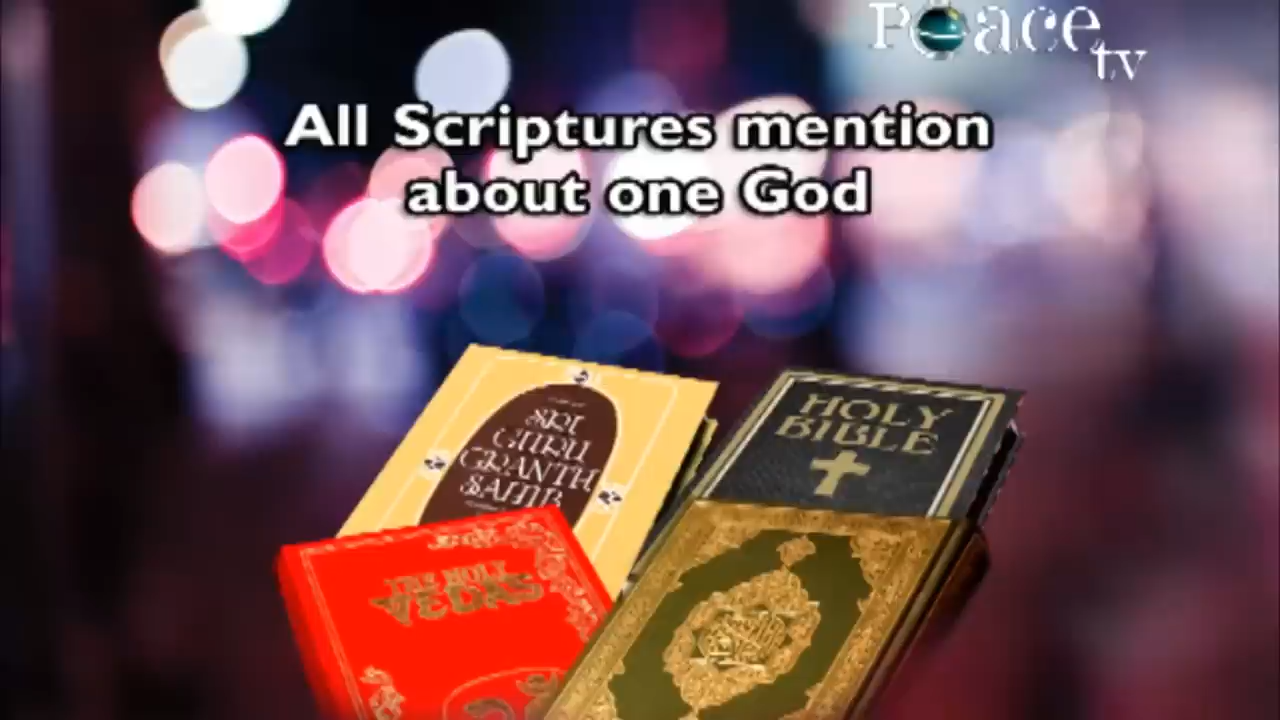 Peace tv
All Scriptures mention
about one God
SRI
GURU
GRANTH
SAHIB
HOLY
BIBLE
THE HOLY
VEDAS